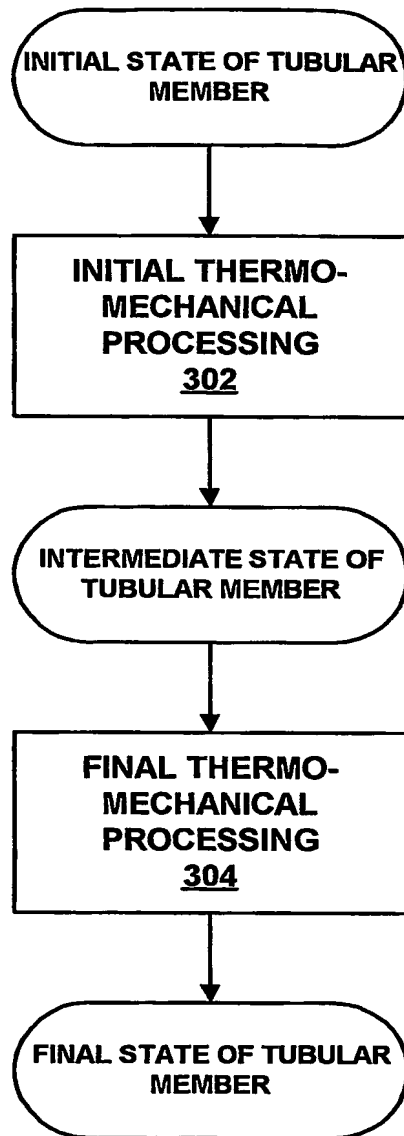 INITIAL STATE OF TUBULAR
MEMBER
INITIAL THERMO-
MECHANICAL
PROCESSING
302
INTERMEDIATE STATE OF
TUBULAR MEMBER
FINAL THERMO-
MECHANICAL
PROCESSING
304
FINAL STATE OF TUBULAR
MEMBER